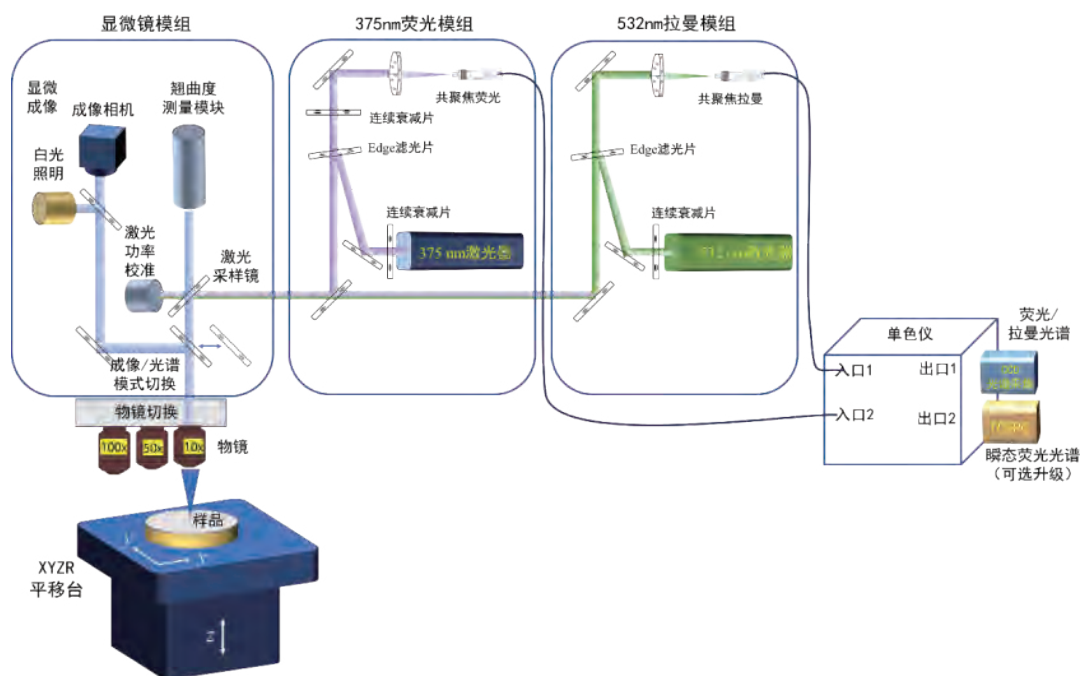 显微镜模组
375nm荧光模组
532nm拉曼模组
显微
成像
成像相机
翘曲度
测量模块
白光
照明
激光
功率
校准
激光
采样镜
成像/光谱
模式切换
共聚焦荧光
连续衰减片
Edge滤光片
连续衰减片
375 nm激光器
共聚焦拉曼
Edge滤光片
连续衰减片
物镜切换
100x
50x
10x
物镜
样品
XYZR
平移台
Z
单色仪
入口1
出口1
入口2
出口2
荧光/
拉曼光谱
瞬态荧光光谱
(可选升级)